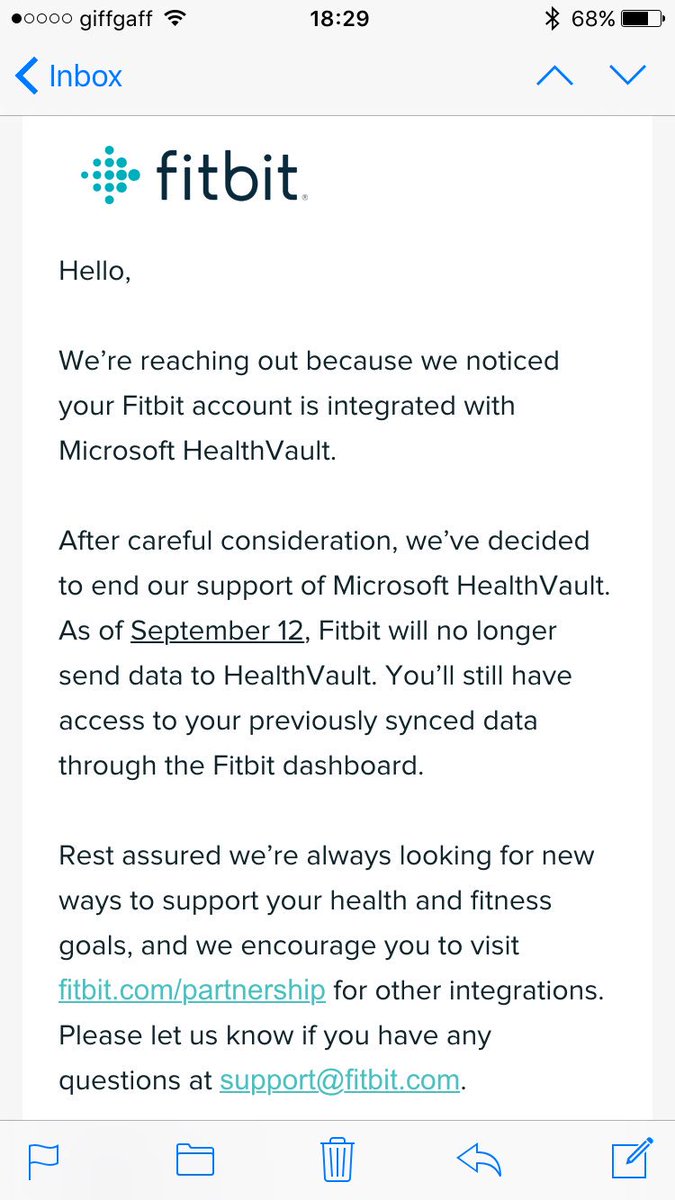 giffgaff 18:29 68%
Inbox
fitbit®
Hello,
We’re reaching out because we noticed
your Fitbit account is integrated with
Microsoft HealthVault.
After careful consideration, we’ve decided
to end our support of Microsoft HealthVault.
As of September 12, Fitbit will no longer
send data to HealthVault. You’ll still have
access to your previously synced data
through the Fitbit dashboard.
Rest assured we’re always looking for new
ways to support your health and fitness
goals, and we encourage you to visit
fitbit.com/partnership for other integrations.
Please let us know if you have any
questions at support@fitbit.com.